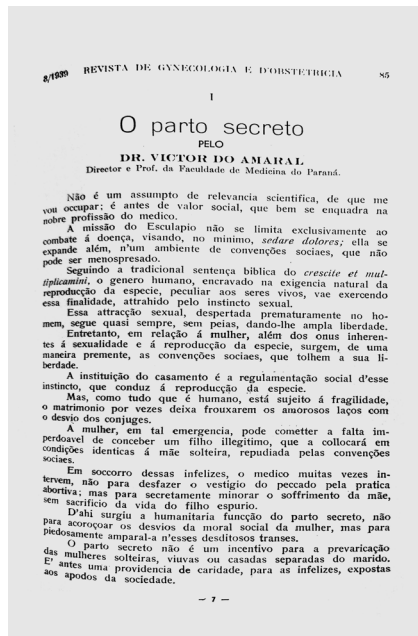 8/1939
REVISTA DE GYNECOLOGIA E D'OBSTETRICIA 85
I
O parto secreto
PELO
DR. VICTOR DO AMARAL
Director e Prof. da Faculdade de Medicina do Paraná.
Não é um assumpto de relevancia scientifica, de que me
vou occupar; é antes de valor social, que bem se enquadra na
nobre profissão do medico.
A missão do Esculapio não se limita exclusivamente ao
combate á doença, visando, no minimo, sedare dolores; ella se
expande além, n'um ambiente de convenções sociaes, que não
pode ser menospresado.
Seguindo a tradicional sentença biblica do crescite et mul-
tiplicamini, o genero humano, encravado na exigencia natural da
reproducção da especie, peculiar aos seres vivos, vae exercendo
essa finalidade, attrahido pelo instincto sexual.
Essa attracção sexual, despertada prematuramente no ho-
mem, segue quasi sempre, sem peias, dando-lhe ampla liberdade.
Entretanto, em relação á mulher, além dos onus inheren-
tes á sexualidade e á reproducção da especie, surgem, de uma
maneira premente, as convenções sociaes, que tolhem a sua li-
berdade.
A instituição do casamento é a regulamentação social d'esse
instincto, que conduz á reproducção da especie.
Mas, como tudo que é humano, está sujeito á fragilidade,
o matrimonio por vezes deixa frouxarem os amorosos laços com
o desvio dos conjuges.
A mulher, em tal emergencia, pode cometter a falta im-
perdoavel de conceber um filho illegitimo, que a collocará em
condições identicas á mãe solteira, repudiada pelas convenções
sociaes.
Em soccorro dessas infelizes, o medico muitas vezes in-
tervem, não para desfazer o vestigio do peccado pela pratica
abortiva; mas para secretamente minorar o soffrimento da mãe,
sem sacrificio da vida do filho espurio.
D'ahi surgiu a humanitaria funcção do parto secreto, não
para acoroçoar os desvios da moral social da mulher, mas para
piedosamente amparal-a n'esses desditosos transes.
O parto secreto não é um incentivo para a prevaricação
das mulheres solteiras, viuvas ou casadas separadas do marido.
E' antes uma providencia de caridade, para as infelizes, expostas
aos apodos da sociedade.
— 7 —